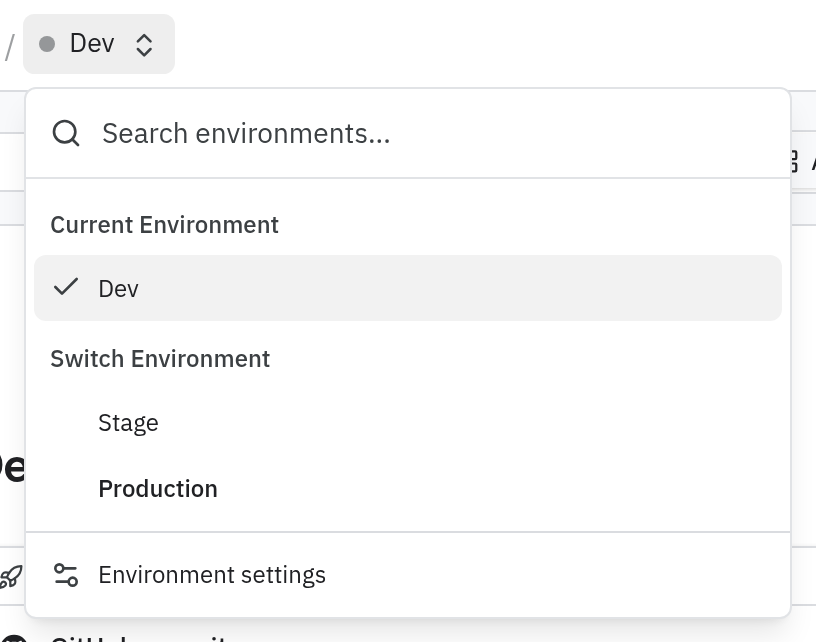 / Dev
Search environments...
Current Environment
Dev
Switch Environment
Stage
Production
Environment settings